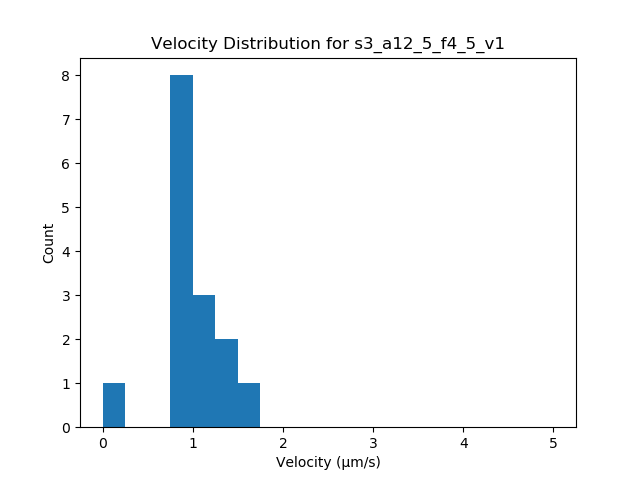 Velocity Distribution for s3_a12_5_f4_5_v1
8
7
6
5
4
3
2
1
0
Count
0 1 2 3 4 5
Velocity (μm/s)